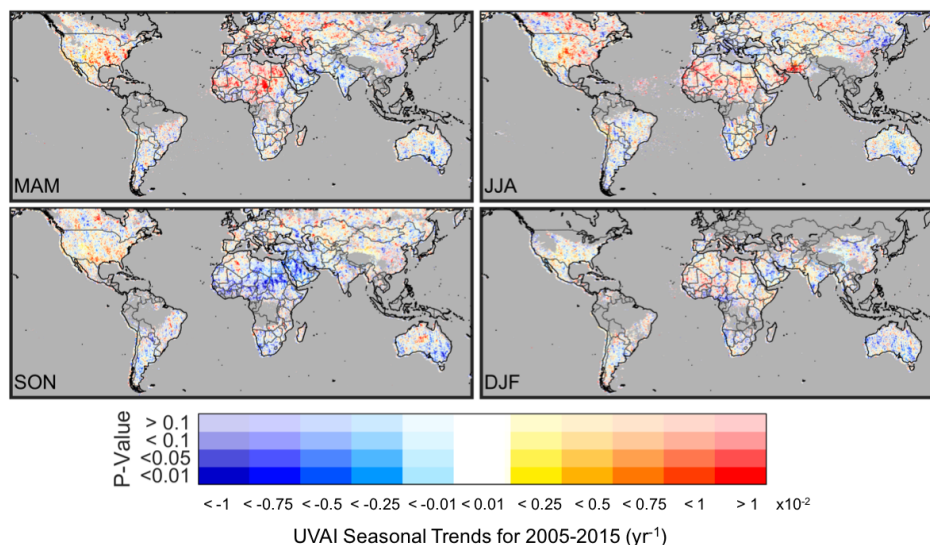 MAM
JJA
SON
DJF
P-Value
> 0.1
< 0.1
<0.05
<0.01
< -1 < -0.75 < -0.5 < -0.25 < -0.01 < 0.01 < 0.25 < 0.5 < 0.75 < 1 > 1 x10-2
UVAI Seasonal Trends for 2005-2015 (yr-1)